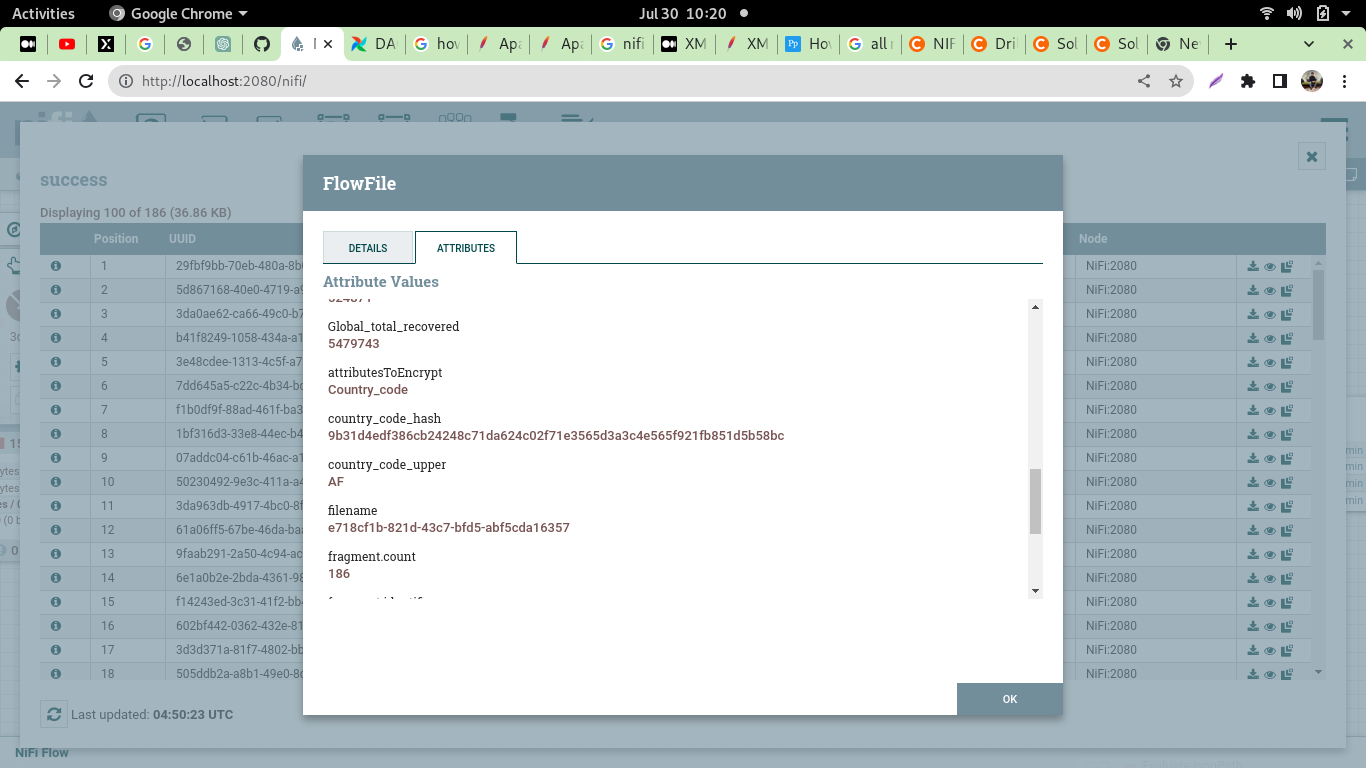 Activities
Google Chrome
Jul 30 10:20
DA
hov
Apa
Apa
nifi
XM
XM
Hov
all r
NIF
Dril
Sol
Sol
Ne
http://localhost:2080/nifi/
success
Displaying 100 of 186 (36.86 KB)
Position UUID Node
1 29fbf9bb-70eb-480a-8b NiFi:2080
2 5d867168-40e0-4719-a9 NiFi:2080
3 3da0ae62-ca66-49c0-b7 NiFi:2080
4 b41f8249-1058-434a-a1 NiFi:2080
5 3e48cdee-1313-4c5f-a7 NiFi:2080
6 7dd645a5-c22c-4b34-bc NiFi:2080
7 f1b0df9f-88ad-461f-ba3 NiFi:2080
8 1bf316d3-33e8-44ec-b4 NiFi:2080
9 07addc04-c61b-46ac-a1 NiFi:2080
10 50230492-9e3c-411a-a4 NiFi:2080
11 3da963db-4917-4bc0-8f NiFi:2080
12 61a06ff5-67be-46da-baa NiFi:2080
13 9faab291-2a50-4c94-ac NiFi:2080
14 6e1a0b2e-2bda-4361-98 NiFi:2080
15 f14243ed-3c31-41f2-bb4 NiFi:2080
16 602bf442-0362-432e-81 NiFi:2080
17 3d3d371a-81f7-4802-bb NiFi:2080
18 505ddb2a-a8b1-49e0-8c NiFi:2080
FlowFile
DETAILS
ATTRIBUTES
Attribute Values
Global_total_recovered
5479743
attributesToEncrypt
Country_code
country_code_hash
9b31d4edf386cb24248c71da624c02f71e3565d3a3c4e565f921fb851d5b58bc
country_code_upper
AF
filename
e718cf1b-821d-43c7-bfd5-abf5cda16357
fragment.count
186
OK
Last updated: 04:50:23 UTC
NiFi Flow